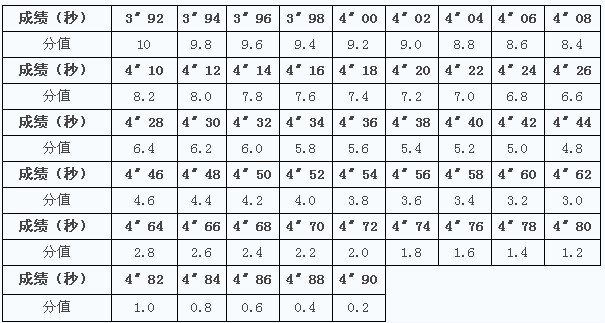 成绩（秒） 3″92 3″94 3″96 3″98 4″00 4″02 4″04 4″06 4″08
分值 10 9.8 9.6 9.4 9.2 9.0 8.8 8.6 8.4
成绩（秒） 4″10 4″12 4″14 4″16 4″18 4″20 4″22 4″24 4″26
分值 8.2 8.0 7.8 7.6 7.4 7.2 7.0 6.8 6.6
成绩（秒） 4″28 4″30 4″32 4″34 4″36 4″38 4″40 4″42 4″44
分值 6.4 6.2 6.0 5.8 5.6 5.4 5.2 5.0 4.8
成绩（秒） 4″46 4″48 4″50 4″52 4″54 4″56 4″58 4″60 4″62
分值 4.6 4.4 4.2 4.0 3.8 3.6 3.4 3.2 3.0
成绩（秒） 4″64 4″66 4″68 4″70 4″72 4″74 4″76 4″78 4″80
分值 2.8 2.6 2.4 2.2 2.0 1.8 1.6 1.4 1.2
成绩（秒） 4″82 4″84 4″86 4″88 4″90
分值 1.0 0.8 0.6 0.4 0.2